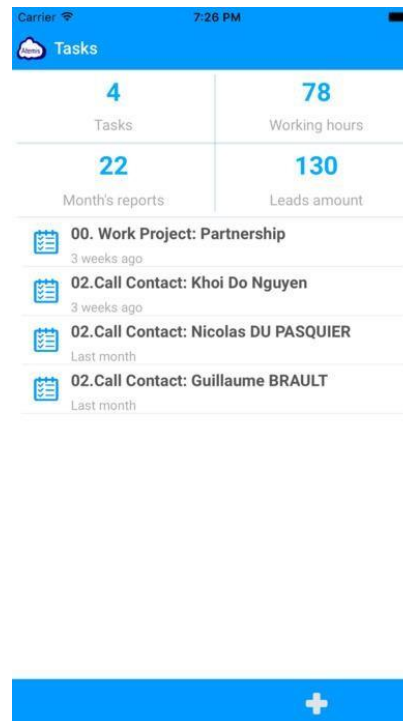 Carrier 7:26 PM
Atemis Tasks
4 78
Tasks Working hours
22 130
Month's reports Leads amount
00. Work Project: Partnership
3 weeks ago
02.Call Contact: Khoi Do Nguyen
3 weeks ago
02.Call Contact: Nicolas DU PASQUIER
Last month
02.Call Contact: Guillaume BRAULT
Last month